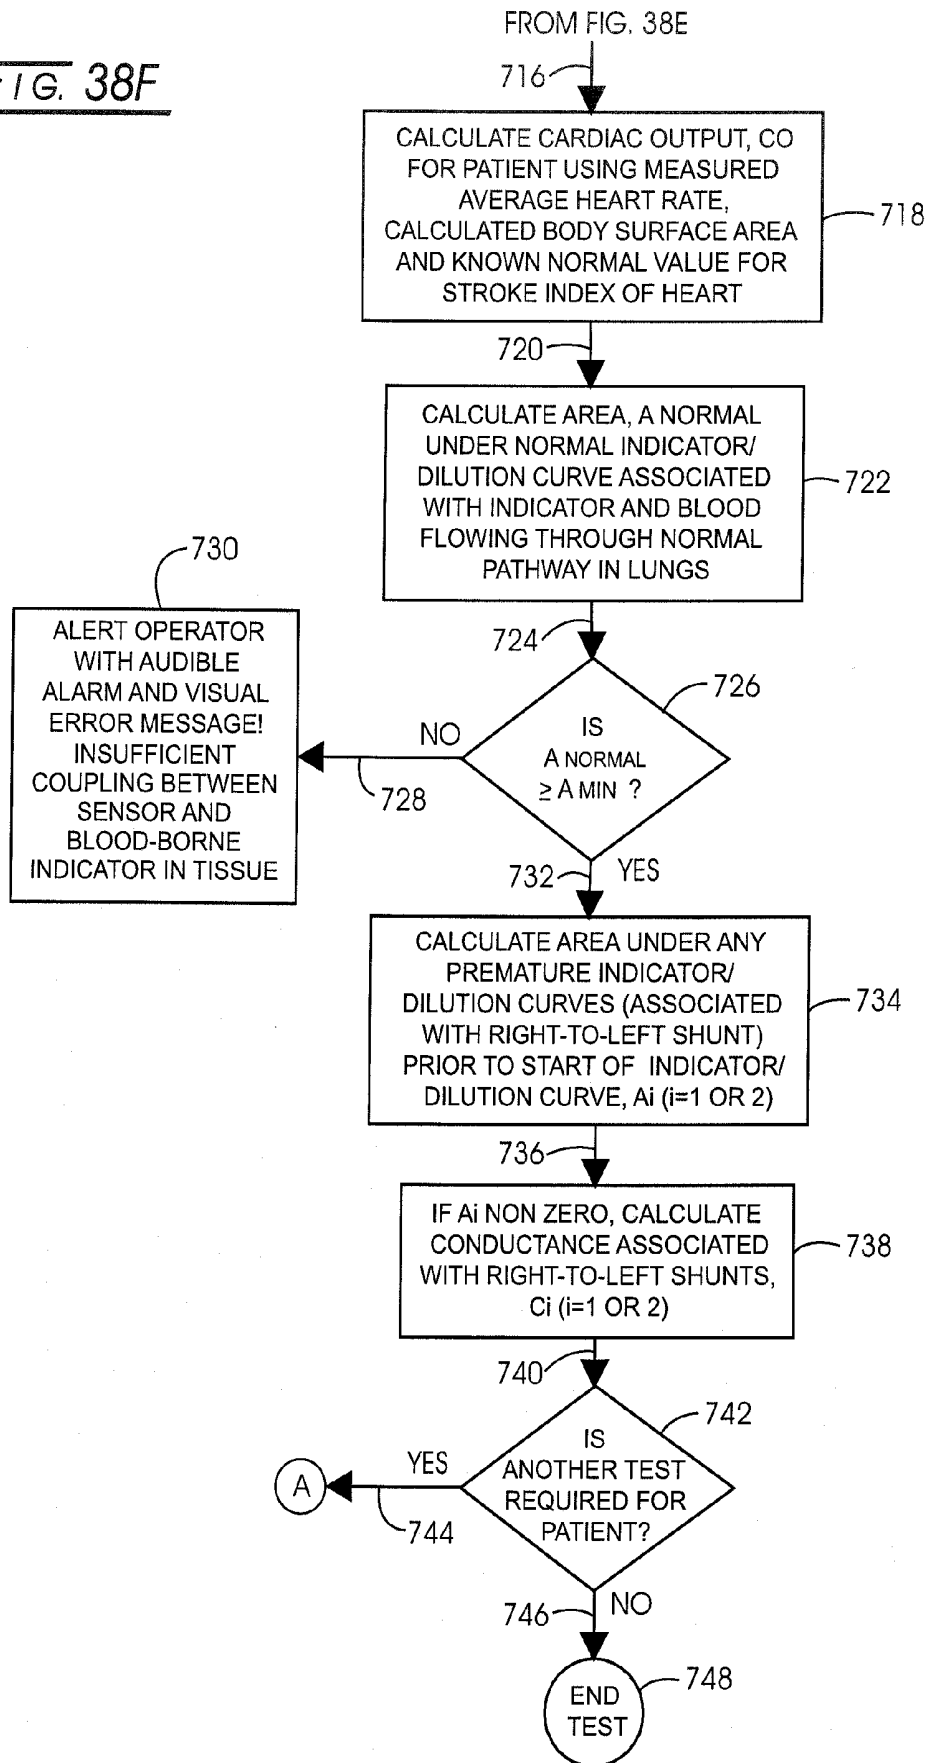 FROM FIG. 38E
FIG. 38F
716
CALCULATE CARDIAC OUTPUT, CO
FOR PATIENT USING MEASURED
AVERAGE HEART RATE,
CALCULATED BODY SURFACE AREA
AND KNOWN NORMAL VALUE FOR
STROKE INDEX OF HEART
718
720
CALCULATE AREA, A NORMAL
UNDER NORMAL INDICATOR/
DILUTION CURVE ASSOCIATED
WITH INDICATOR AND BLOOD
FLOWING THROUGH NORMAL
PATHWAY IN LUNGS
722
724
726
IS
A NORMAL
≥ A MIN ?
NO
728
730
ALERT OPERATOR
WITH AUDIBLE
ALARM AND VISUAL
ERROR MESSAGE!
INSUFFICIENT
COUPLING BETWEEN
SENSOR AND
BLOOD-BORNE
INDICATOR IN TISSUE
732
YES
CALCULATE AREA UNDER ANY
PREMATURE INDICATOR/
DILUTION CURVES (ASSOCIATED
WITH RIGHT-TO-LEFT SHUNT)
PRIOR TO START OF INDICATOR/
DILUTION CURVE, Ai (i=1 OR 2)
734
736
IF Ai NON ZERO, CALCULATE
CONDUCTANCE ASSOCIATED
WITH RIGHT-TO-LEFT SHUNTS,
Ci (i=1 OR 2)
738
740
742
IS
ANOTHER TEST
REQUIRED FOR
PATIENT?
YES
A
744
746
NO
END
TEST
748